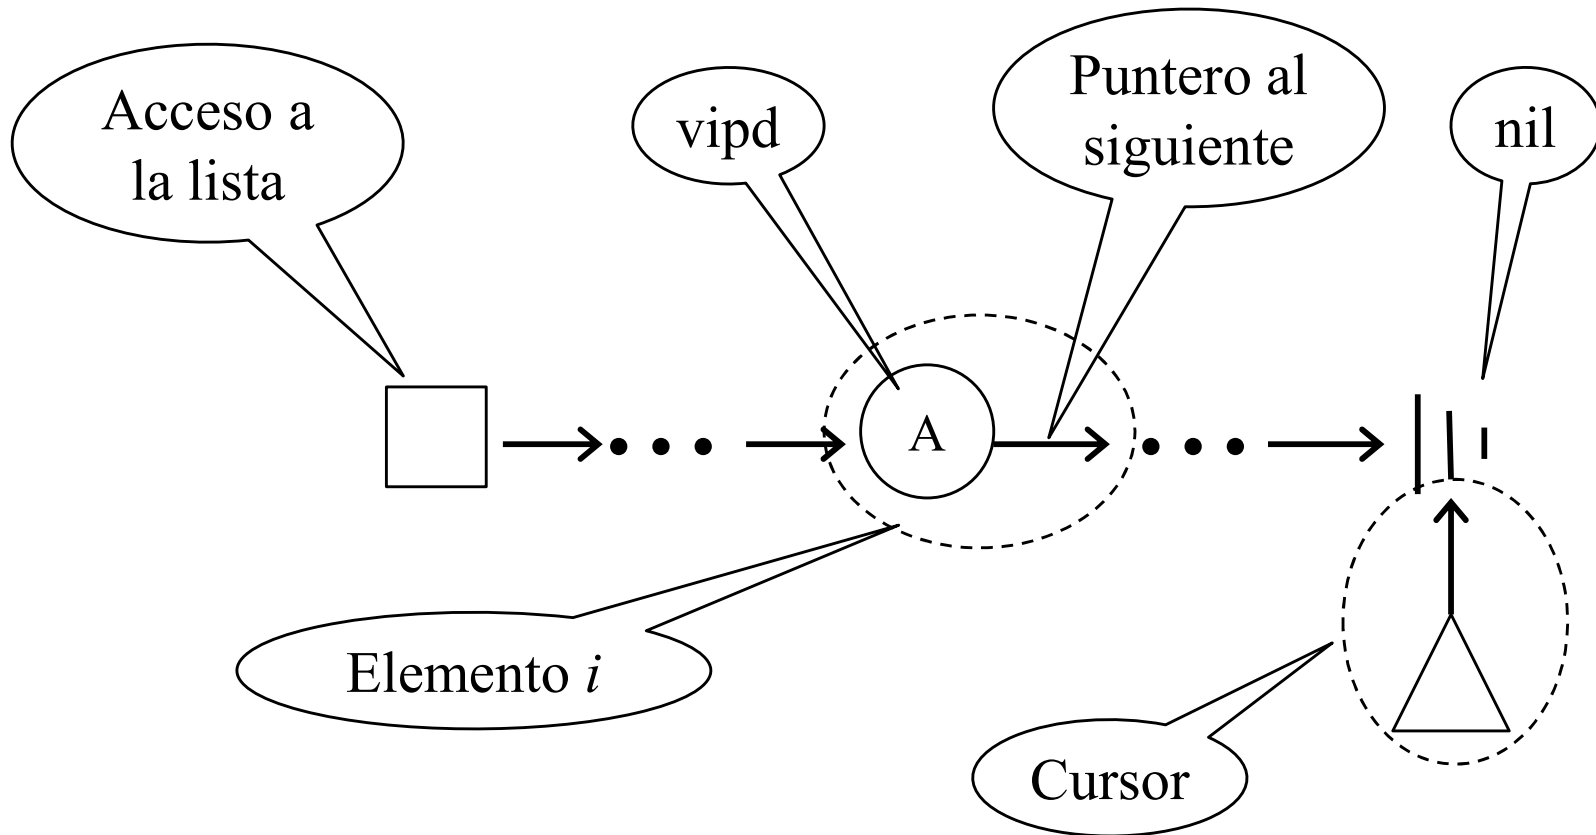 Acceso a
la lista
vipd
Puntero al
siguiente
nil
A
Elemento i
Cursor